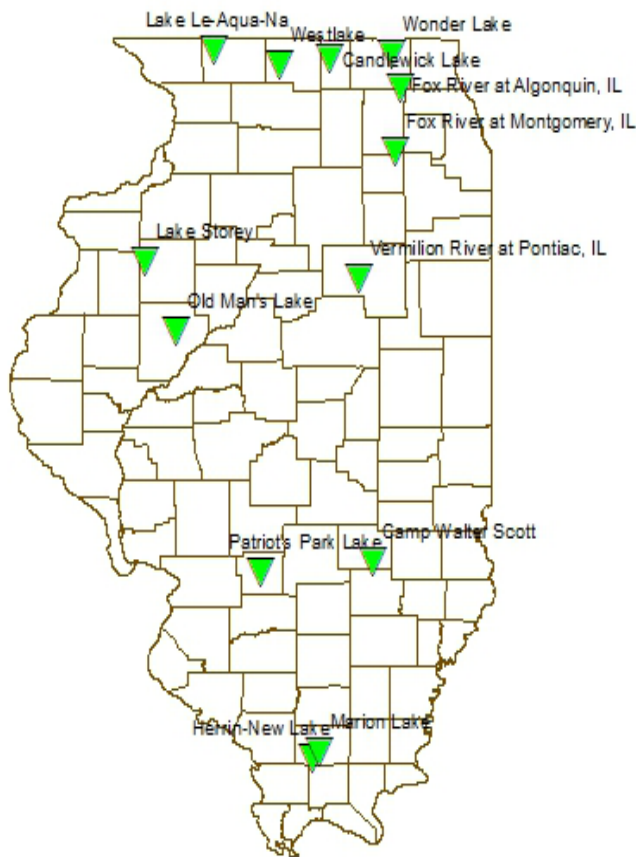 Lake Le-Aqua-Na
Westlake
Wonder Lake
Candlewick Lake
Fox River at Algonquin, IL
Fox River at Montgomery, IL
Lake Storey
Vermilion River at Pontiac, IL
Old Man's Lake
Patriot's Park Lake
Camp Walter Scott
Herrin-New Lake
Marion Lake